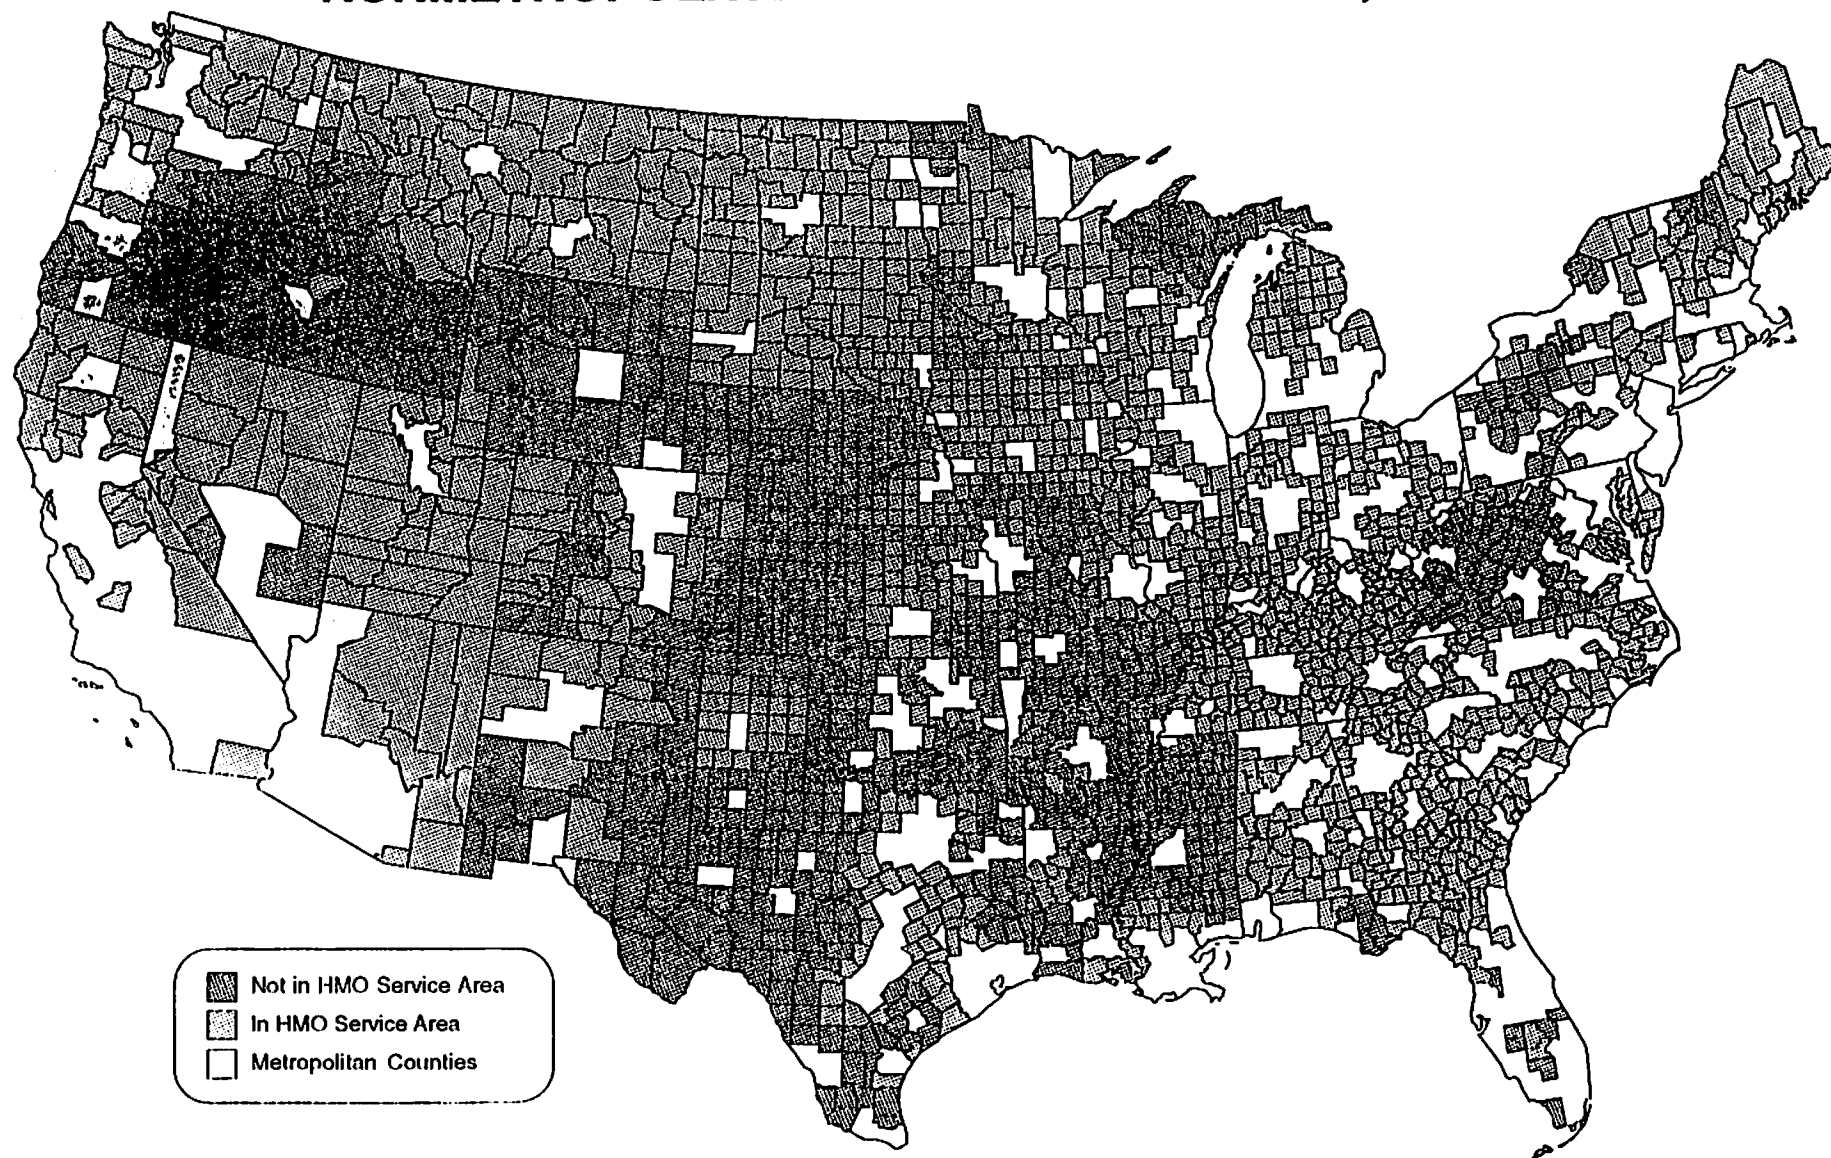 Not in HMO Service Area
In HMO Service Area
Metropolitan Counties